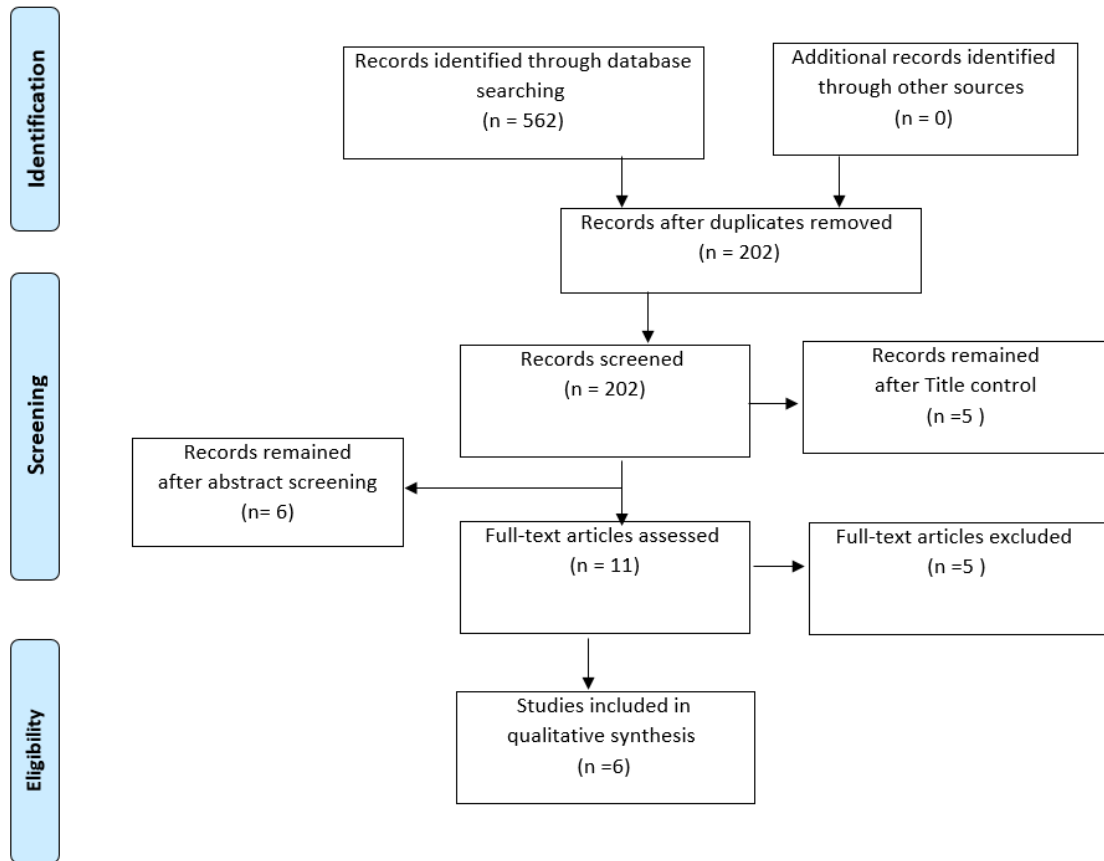 Identification
Records identified through database
searching
(n = 562)
Additional records identified
through other sources
(n = 0)
Records after duplicates removed
(n = 202)
Screening
Records screened
(n = 202)
Records remained
after Title control
(n =5 )
Records remained
after abstract screening
(n= 6)
Full-text articles assessed
(n = 11)
Full-text articles excluded
(n =5 )
Eligibility
Studies included in
qualitative synthesis
(n =6)